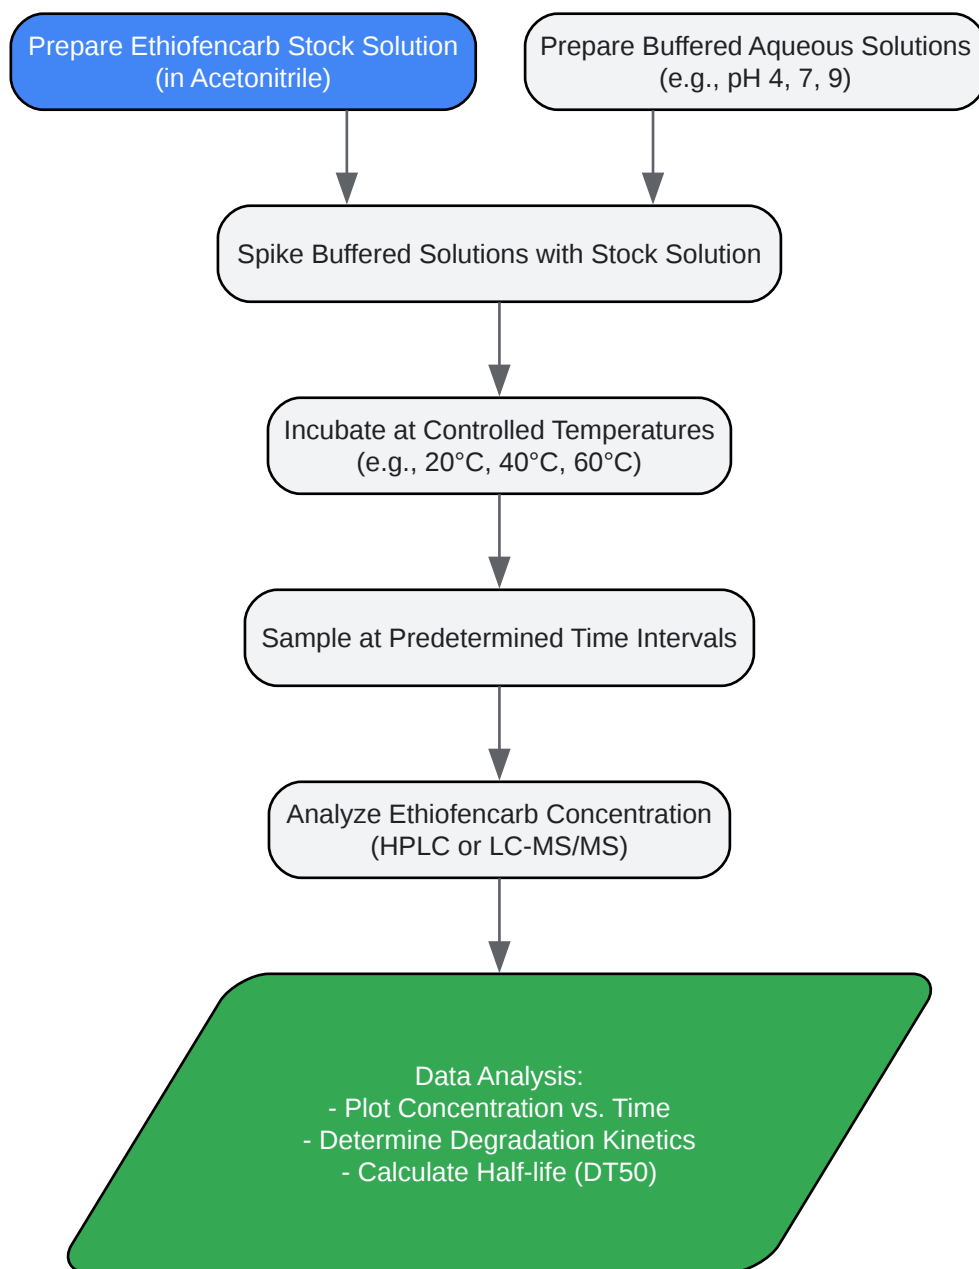 Prepare Ethiofencarb Stock Solution
(in Acetonitrile)
Prepare Buffered Aqueous Solutions
(e.g., pH 4, 7, 9)
Spike Buffered Solutions with Stock Solution
Incubate at Controlled Temperatures
(e.g., 20°C, 40°C, 60°C)
Sample at Predetermined Time Intervals
Analyze Ethiofencarb Concentration
(HPLC or LC-MS/MS)
Data Analysis:
- Plot Concentration vs. Time
- Determine Degradation Kinetics
- Calculate Half-life (DT50)